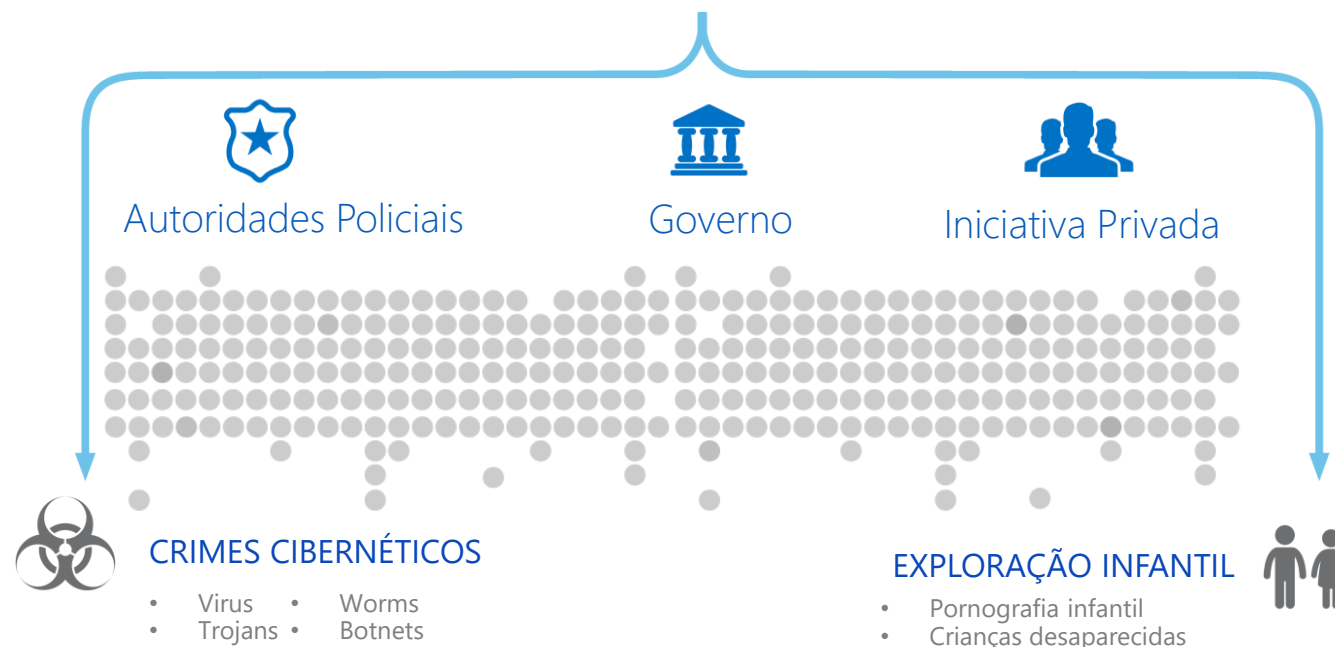 Autoridades Policiais
Governo
Iniciativa Privada
CRIMES CIBERNÉTICOS
• Virus • Worms
• Trojans • Botnets
EXPLORAÇÃO INFANTIL
• Pornografia infantil
• Crianças desaparecidas